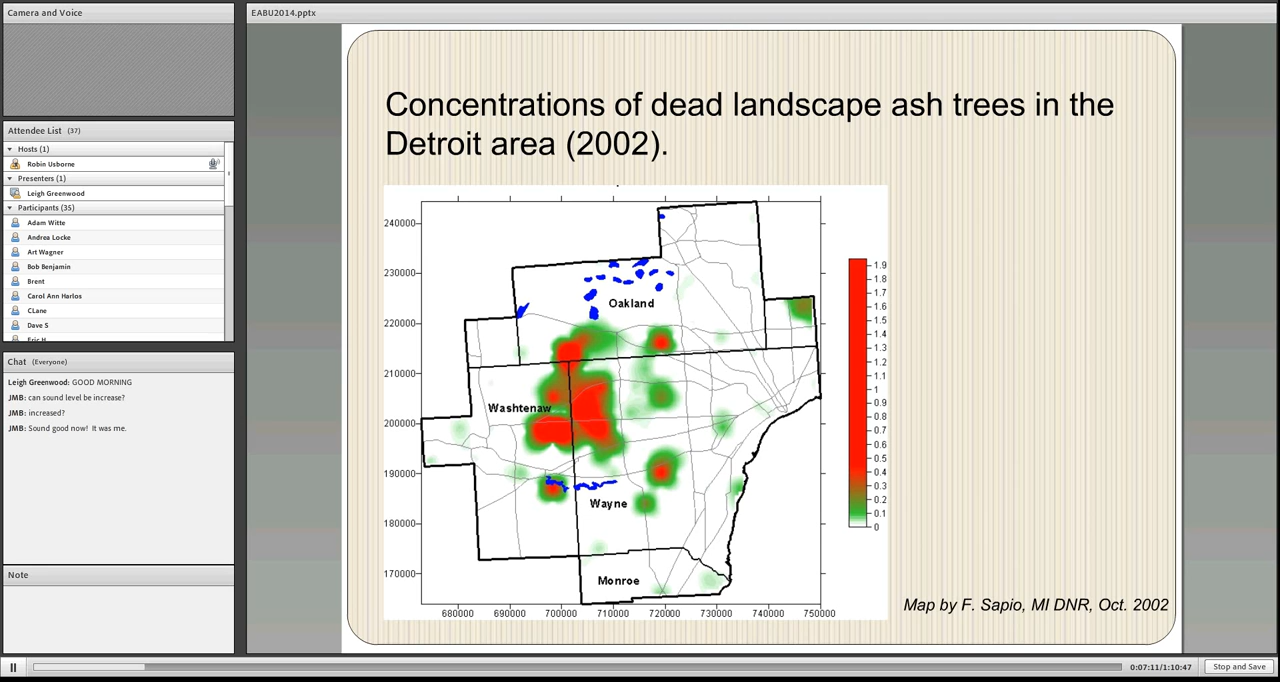 Camera and Voice
Attendee List (37)
Hosts (1)
Robin Usborne
Presenters (1)
Leigh Greenwood
Participants (35)
Adam Witte
Andrea Locke
Art Wagner
Bob Benjamin
Brent
Carol Ann Harlos
CLane
Dave S
Chat (Everyone)
Leigh Greenwood: GOOD MORNING
JMB: can sound level be increase?
JMB: increased?
JMB: Sound good now! It was me.
Note
EABU2014.pptx
Concentrations of dead landscape ash trees in the
Detroit area (2002).
240000
230000
220000
210000
200000
190000
180000
170000
680000 690000 700000 710000 720000 730000 740000 750000
Oakland
Washtenaw
Wayne
Monroe
1.9
1.8
1.7
1.6
1.5
1.4
1.3
1.2
1.1
1
0.9
0.8
0.7
0.6
0.5
0.4
0.3
0.2
0.1
0
Map by F. Sapio, MI DNR, Oct. 2002
0:07:11/1:10:47
Stop and Save